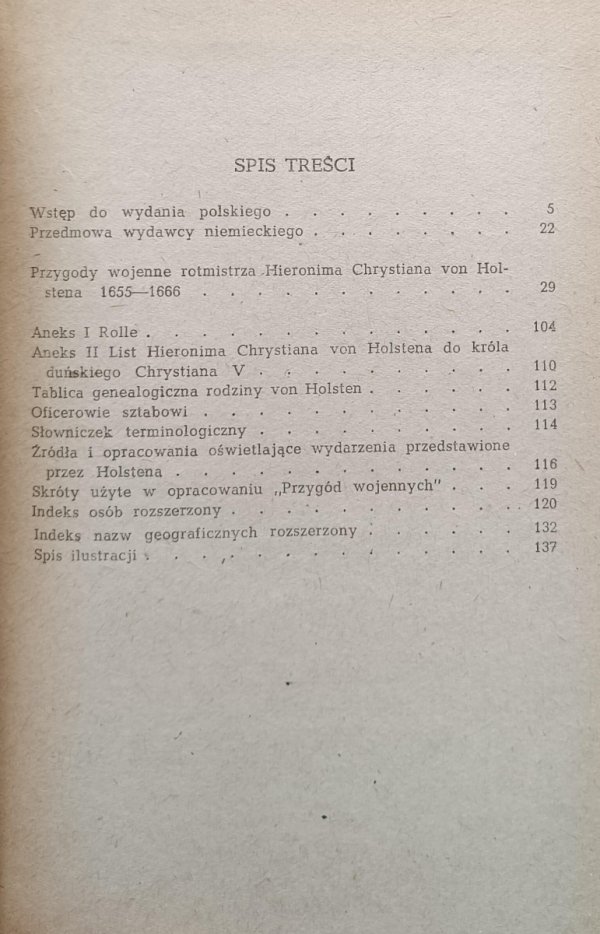 SPIS TREŚCI
Wstęp do wydania polskiego . . . . . . . . . 5
Przedmowa wydawcy niemieckiego . . . . . . . . 22
Przygody wojenne rotmistrza Hieronima Chrystiana von Hol-
stena 1655—1666 . . . . . . . . . . . . 29
Aneks I Rolle . . . . . . . . . . . . . . 104
Aneks II List Hieronima Chrystiana von Holstena do króla
duńskiego Chrystiana V . . . . . . . . . . 110
Tablica genealogiczna rodziny von Holsten . . . . . . 112
Oficerowie sztabowi . . . . . . . . . . . . 113
Słowniczek terminologiczny . . . . . . . . . . 114
Źródła i opracowania oświetlające wydarzenia przedstawione
przez Holstena . . . . . . . . . . . . . 116
Skróty użyte w opracowaniu „Przygód wojennych" . . . 119
Indeks osób rozszerzony . . . . . . . . . . . 120
Indeks nazw geograficznych rozszerzony . . . . . . 132
Spis ilustracji . . . . . . . . . . . . . . 137